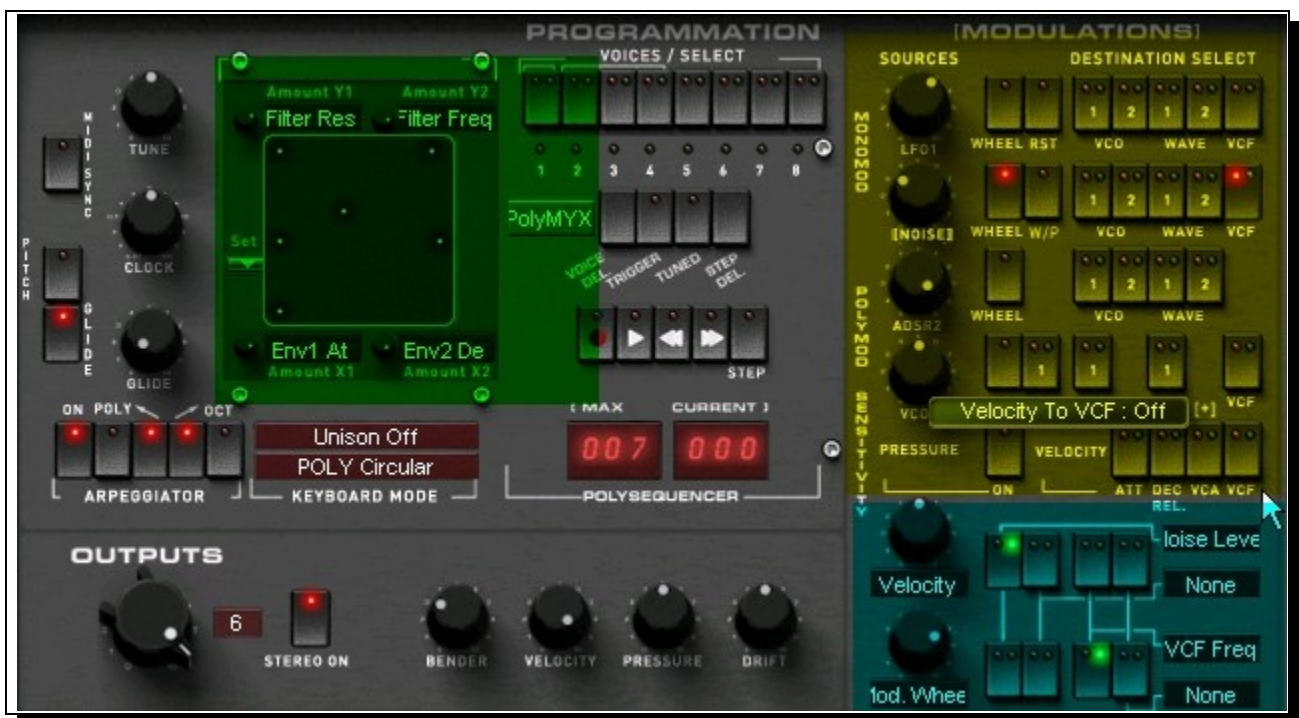 PROGRAMMATION
[MODULATIONS]
VOICES / SELECT
SOURCES
DESTINATION SELECT
TUNE
MIDI SYNC
CLOCK
PITCH
GLIDE
GLIDE
Amount Y1
Amount Y2
Filter Res
Filter Freq
Set
Env1 At
Env2 De
Amount X1
Amount X2
1 2 3 4 5 6 7 8
PolyMYX
VOICE DEL.
TRIGGER
TUNED
STEP DEL.
STEP
ON POLY OCT
ARPEGGIATOR
Unison Off
POLY Circular
KEYBOARD MODE
[ MAX
CURRENT ]
007
000
POLYSEQUENCER
MONOMOD
LFO1
WHEEL RST
1 2 1 2
VCO WAVE VCF
[NOISE]
WHEEL W/P
1 2 1 2
VCO WAVE VCF
POLYMOD
ADSR2
WHEEL
1 2 1 2
VCO WAVE
1 1 1
VCO
Velocity To VCF : Off
[+]
VCF
SENSITIVITY
PRESSURE
VELOCITY
ON
ATT DEC VCA VCF
REL.
Velocity
loise Leve
None
VCF Freq
None
1od. Whee
OUTPUTS
6
STEREO ON
BENDER
VELOCITY
PRESSURE
DRIFT